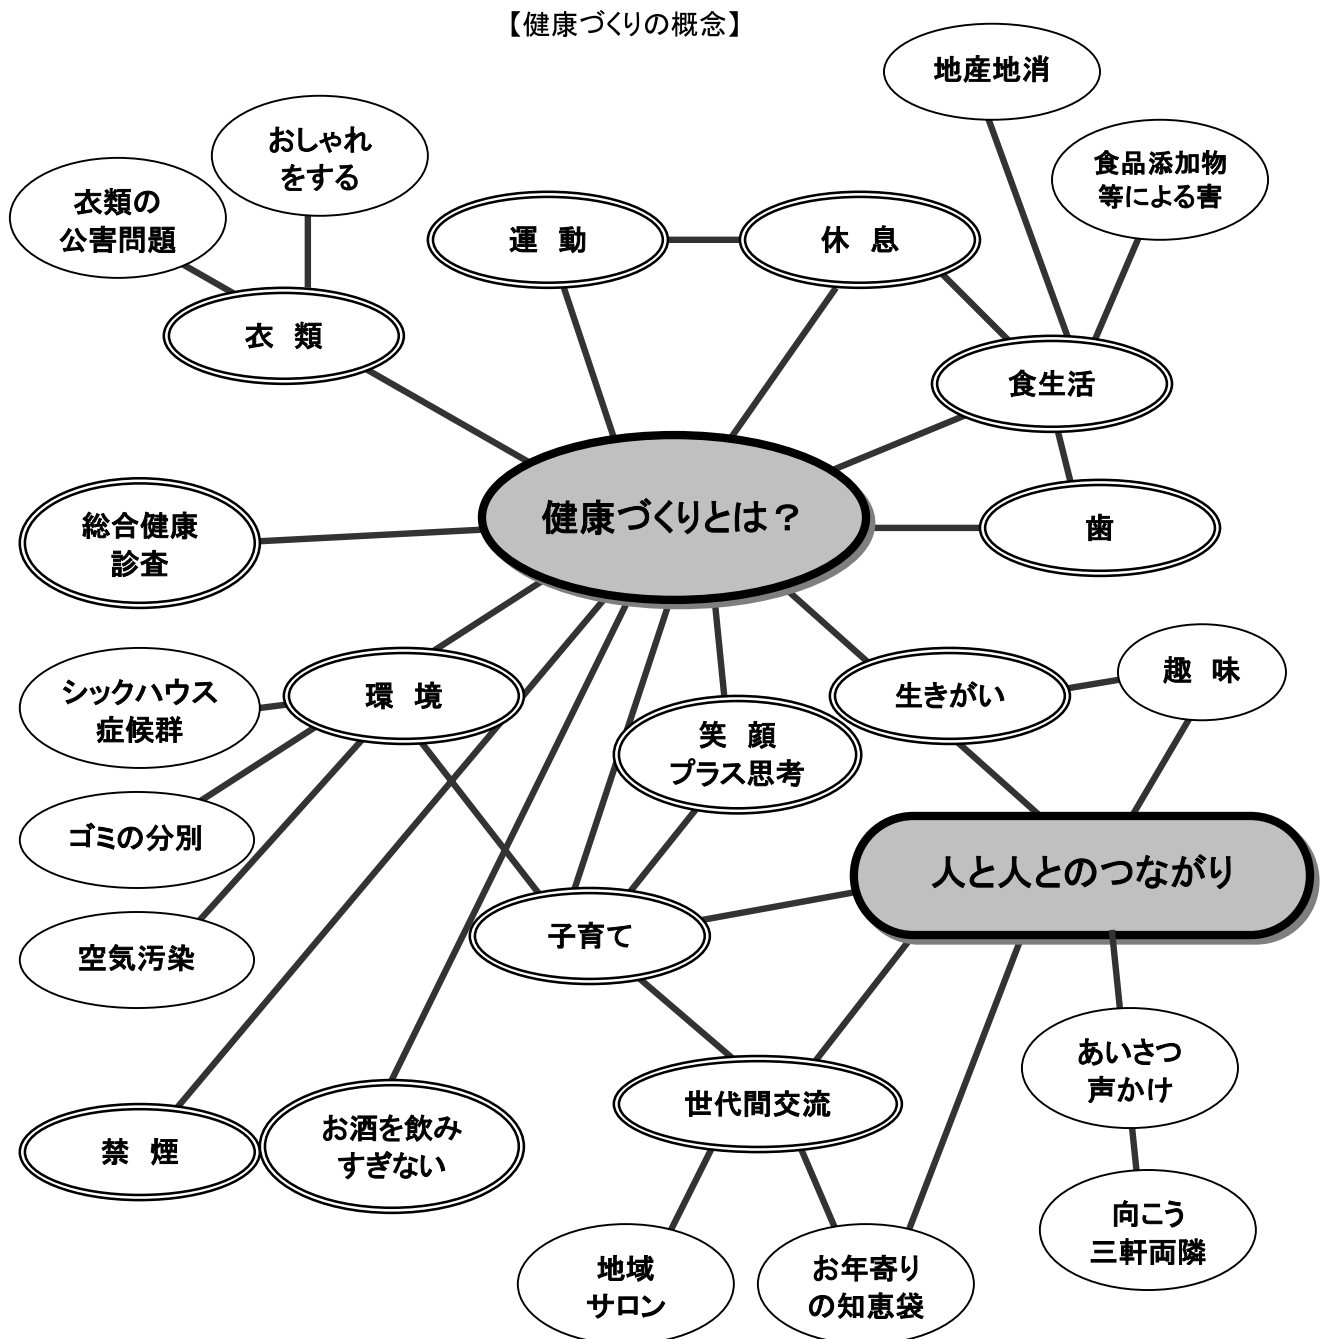 【健康づくりの概念】
地産地消
おしゃれ
をする
食品添加物
等による害
衣類の
公害問題
運 動
休 息
衣 類
食生活
健康づくりとは？
総合健康
診査
歯
シックハウス
症候群
環 境
生きがい
趣 味
笑 顔
プラス思考
ゴミの分別
人と人とのつながり
空気汚染
子育て
あいさつ
声かけ
世代間交流
禁 煙
お酒を飲み
すぎない
向こう
三軒両隣
地域
サロン
お年寄り
の知恵袋